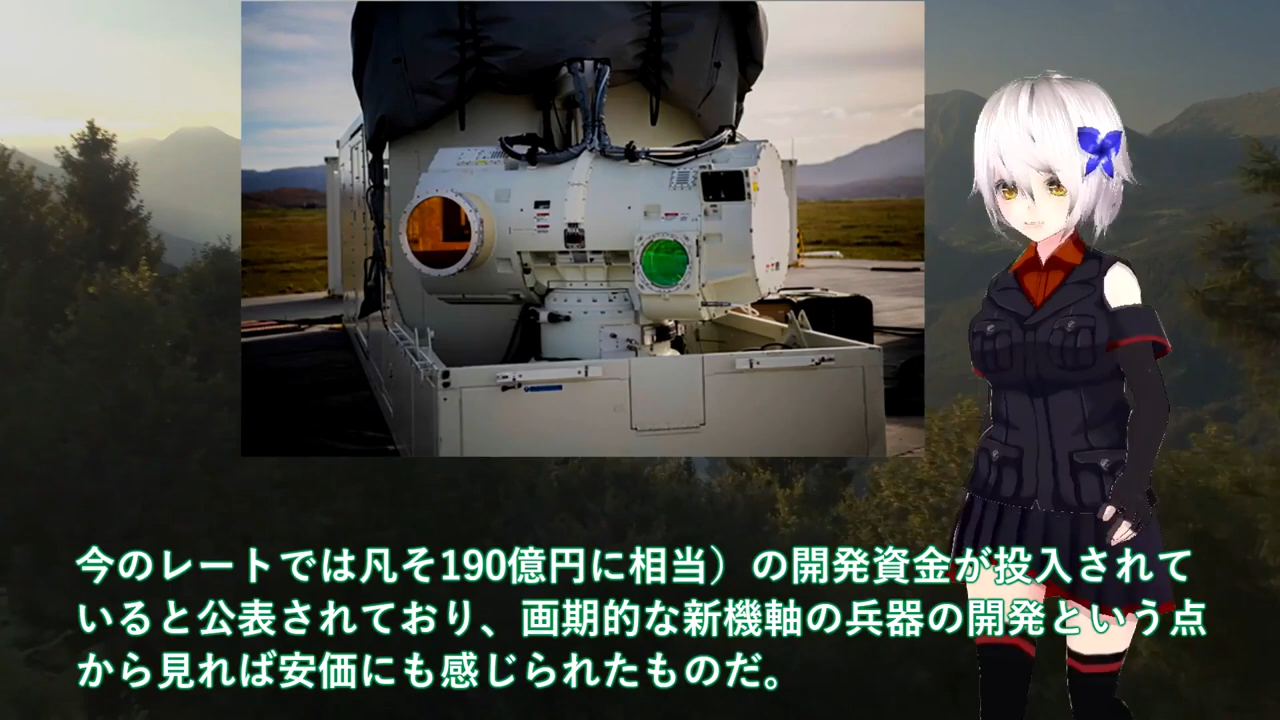 今のレートでは凡そ190億円に相当）の開発資金が投入されて
いると公表されており、画期的な新機軸の兵器の開発という点
から見れば安価にも感じられたものだ。